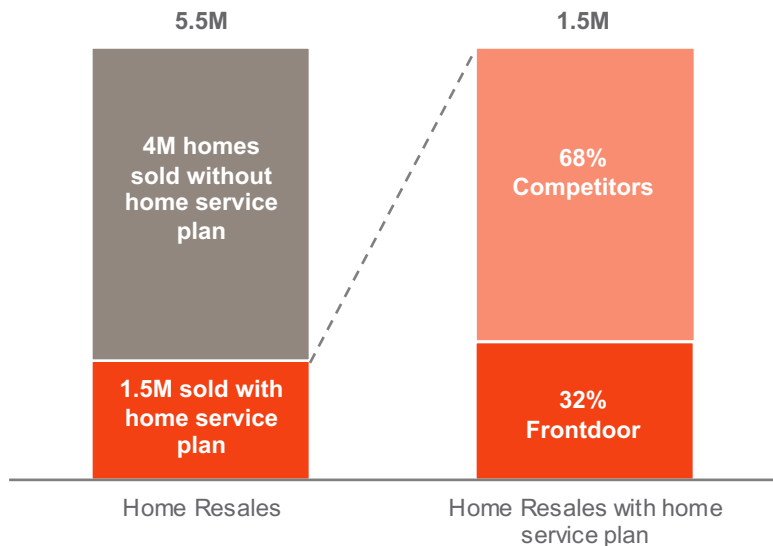 5.5M
4M homes
sold without
home service
plan
1.5M sold with
home service
plan
Home Resales
1.5M
68%
Competitors
32%
Frontdoor
Home Resales with home
service plan